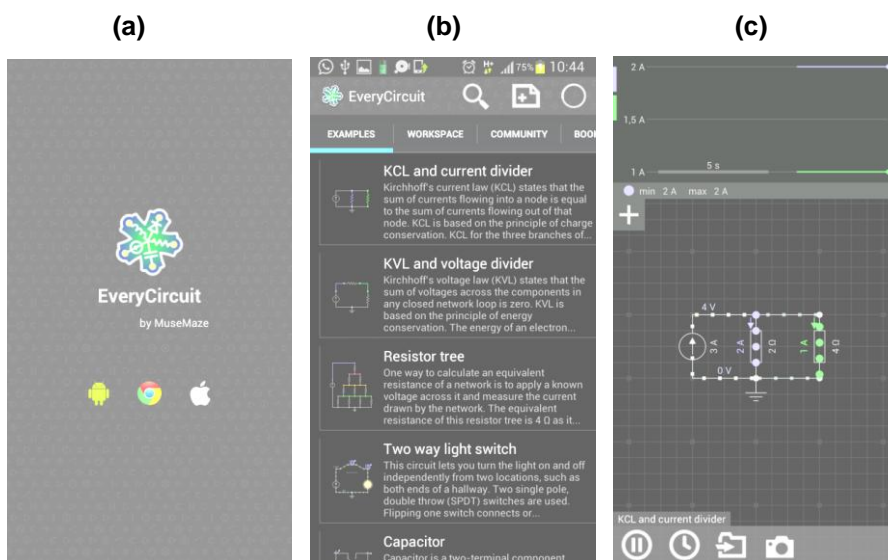 (a)
EveryCircuit
by MuseMaze
(b)
75% 10:44
EveryCircuit
EXAMPLES WORKSPACE COMMUNITY BOO
KCL and current divider
Kirchhoff's current law (KCL) states that the
sum of currents flowing into a node is equal
to the sum of currents flowing out of that
node. KCL is based on the principle of charge
conservation. KCL for the three branches of...
KVL and voltage divider
Kirchhoff's voltage law (KVL) states that the
sum of voltages across the components in
any closed network loop is zero. KVL is
based on the principle of energy
conservation. The energy of an electron...
Resistor tree
One way to calculate an equivalent
resistance of a network is to apply a known
voltage across it and measure the current
drawn by the network. The equivalent
resistance of this resistor tree is 4 Ω as it...
Two way light switch
This circuit lets you turn the light on and off
independently from two locations, such as
both ends of a hallway. Two single pole,
double throw (SPDT) switches are used.
Flipping one switch connects or...
Capacitor
Capacitor is a two-terminal component
(c)
2 A
1,5 A
5 s
1 A
min 2 A max 2 A
4 V
3 A
2 A
2 Ω
1 A
4 Ω
0 V
KCL and current divider